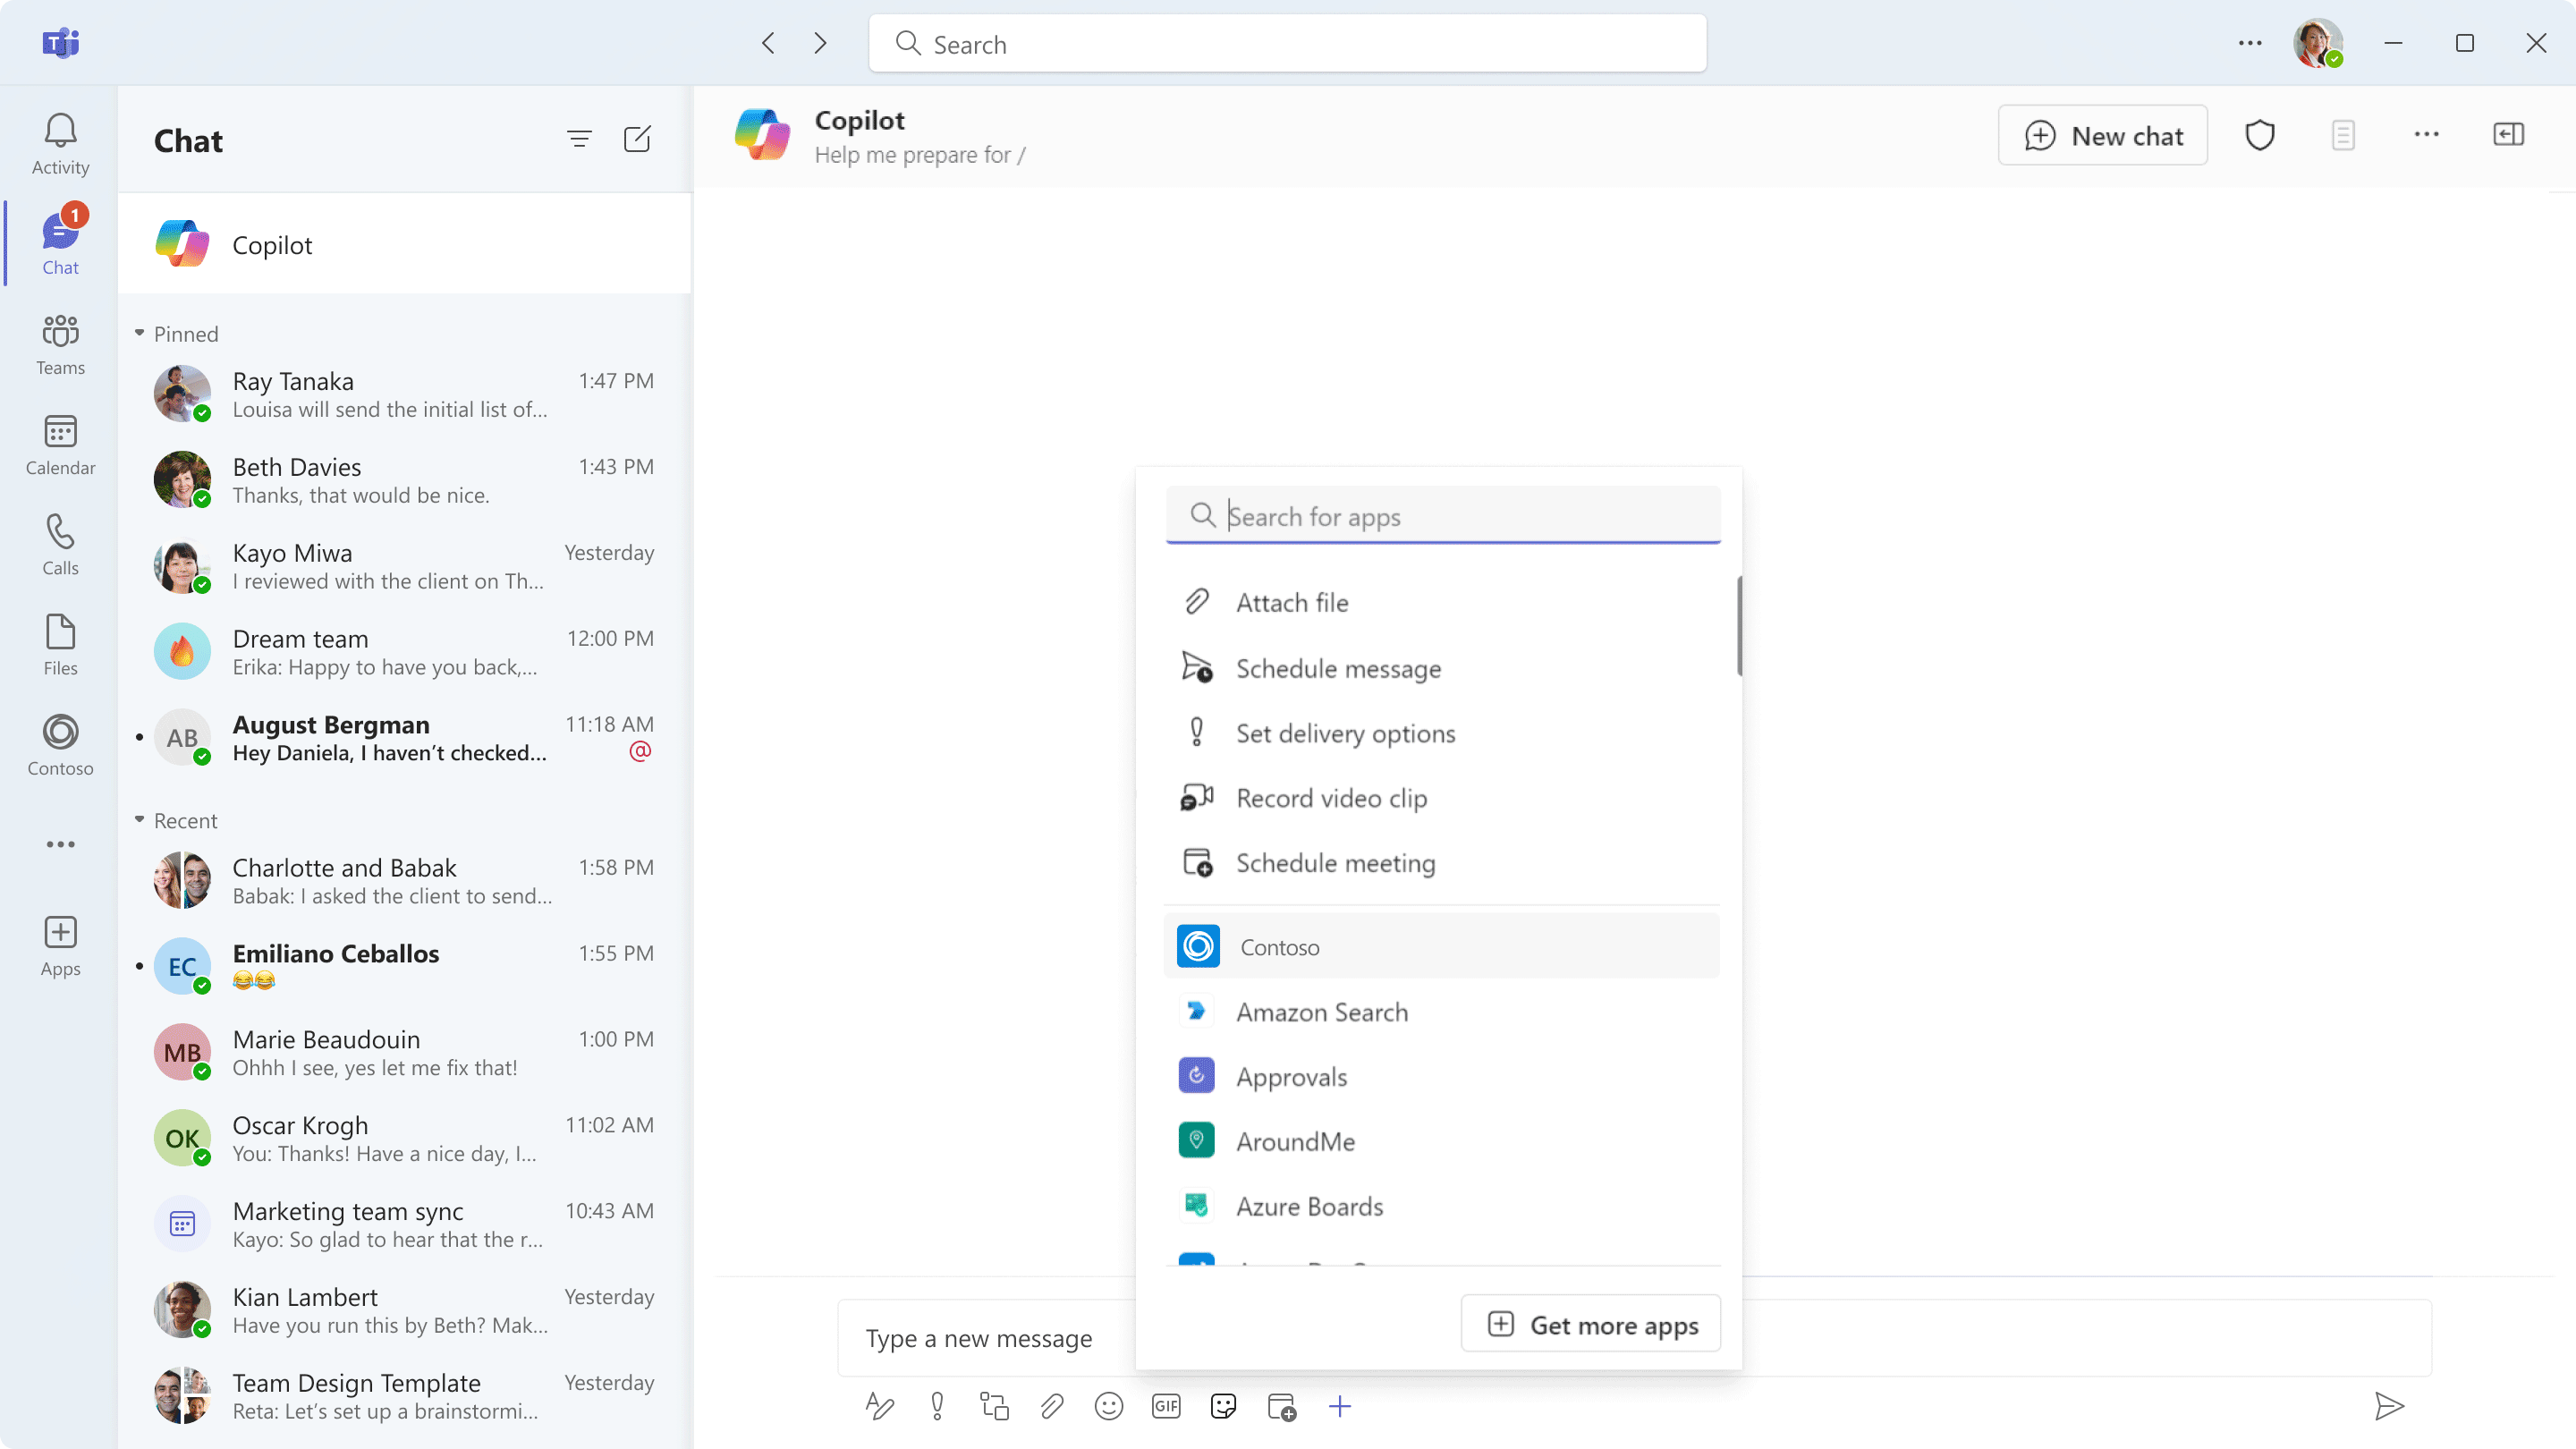 T
Search
Activity
1
Chat
Teams
Calendar
Calls
Files
Contoso
Apps
Chat
Copilot
Pinned
Ray Tanaka 1:47 PM
Louisa will send the initial list of...
Beth Davies 1:43 PM
Thanks, that would be nice.
Kayo Miwa Yesterday
I reviewed with the client on Th...
Dream team 12:00 PM
Erika: Happy to have you back,...
AB August Bergman 11:18 AM
Hey Daniela, I haven’t checked... @
Recent
Charlotte and Babak 1:58 PM
Babak: I asked the client to send...
EC Emiliano Ceballos 1:55 PM
😂😂
MB Marie Beaudouin 1:00 PM
Ohhh I see, yes let me fix that!
OK Oscar Krogh 11:02 AM
You: Thanks! Have a nice day, I...
Marketing team sync 10:43 AM
Kayo: So glad to hear that the r...
Kian Lambert Yesterday
Have you run this by Beth? Mak...
Team Design Template Yesterday
Reta: Let’s set up a brainstormi...
Copilot
Help me prepare for /
New chat
Search for apps
Attach file
Schedule message
Set delivery options
Record video clip
Schedule meeting
Contoso
Amazon Search
Approvals
AroundMe
Azure Boards
Get more apps
Type a new message
GIF